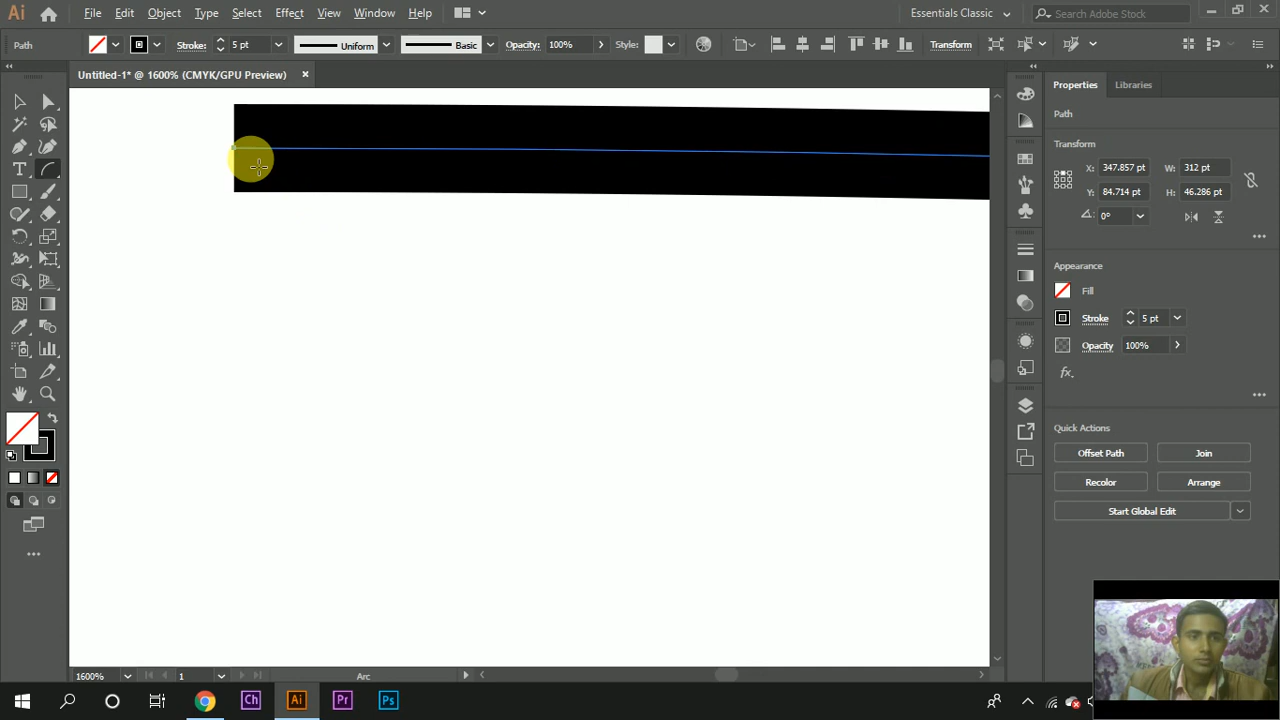 Ai File Edit Object Type Select Effect View Window Help Essentials Classic Search Adobe Stock
Path Stroke: 5 pt Uniform Basic Opacity: 100% Style: Transform
Untitled-1* @ 1600% (CMYK/GPU Preview)
Properties Libraries
Path
Transform
X: 347.857 pt W: 312 pt
Y: 84.714 pt H: 46.286 pt
0°
Appearance
Fill
Stroke 5 pt
Opacity 100%
fx
Quick Actions
Offset Path Join
Recolor Arrange
Start Global Edit
1600% 1 Arc
Ch Ai Pr Ps